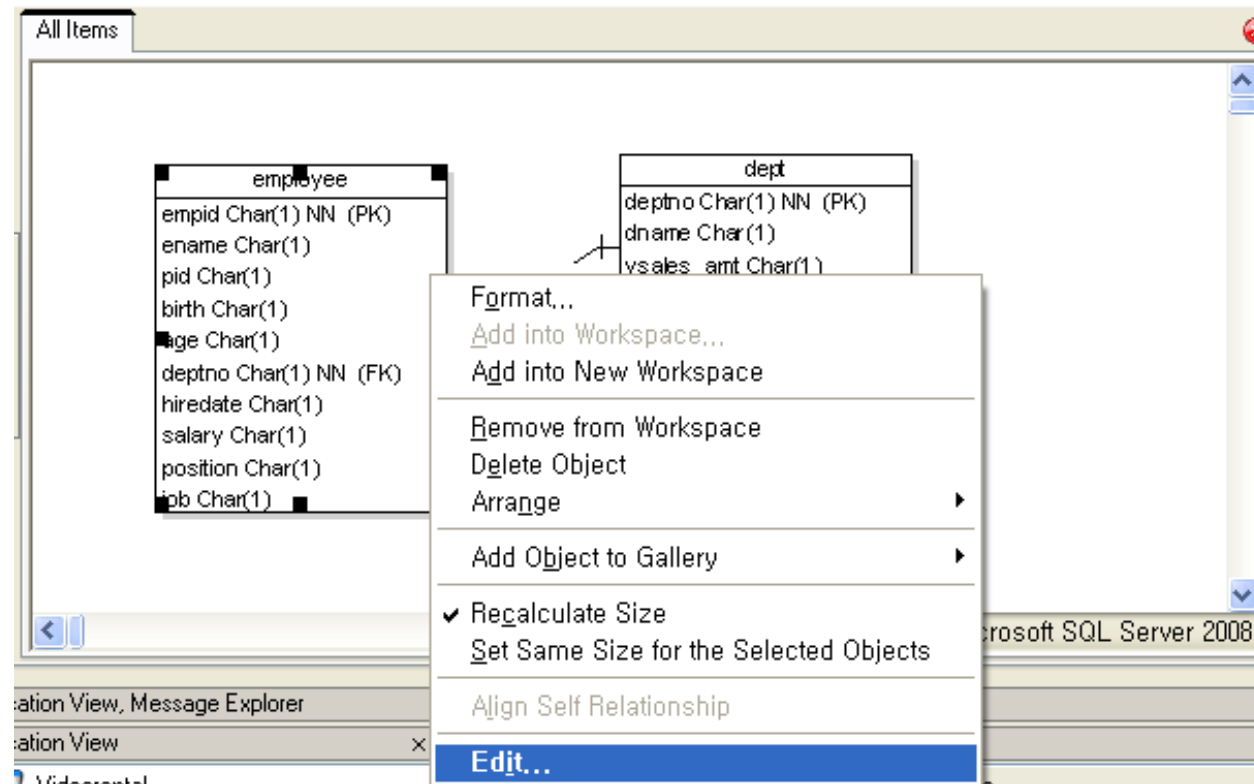 All Items
employee
empid Char(1) NN (PK)
ename Char(1)
pid Char(1)
birth Char(1)
age Char(1)
deptno Char(1) NN (FK)
hiredate Char(1)
salary Char(1)
position Char(1)
job Char(1)
dept
deptno Char(1) NN (PK)
dname Char(1)
ysales_amt Char(1)
Format...
Add into Workspace...
Add into New Workspace
Remove from Workspace
Delete Object
Arrange
Add Object to Gallery
Recalculate Size
Set Same Size for the Selected Objects
Align Self Relationship
Edit...
crosoft SQL Server 2008
cation View, Message Explorer
cation View
Videorental